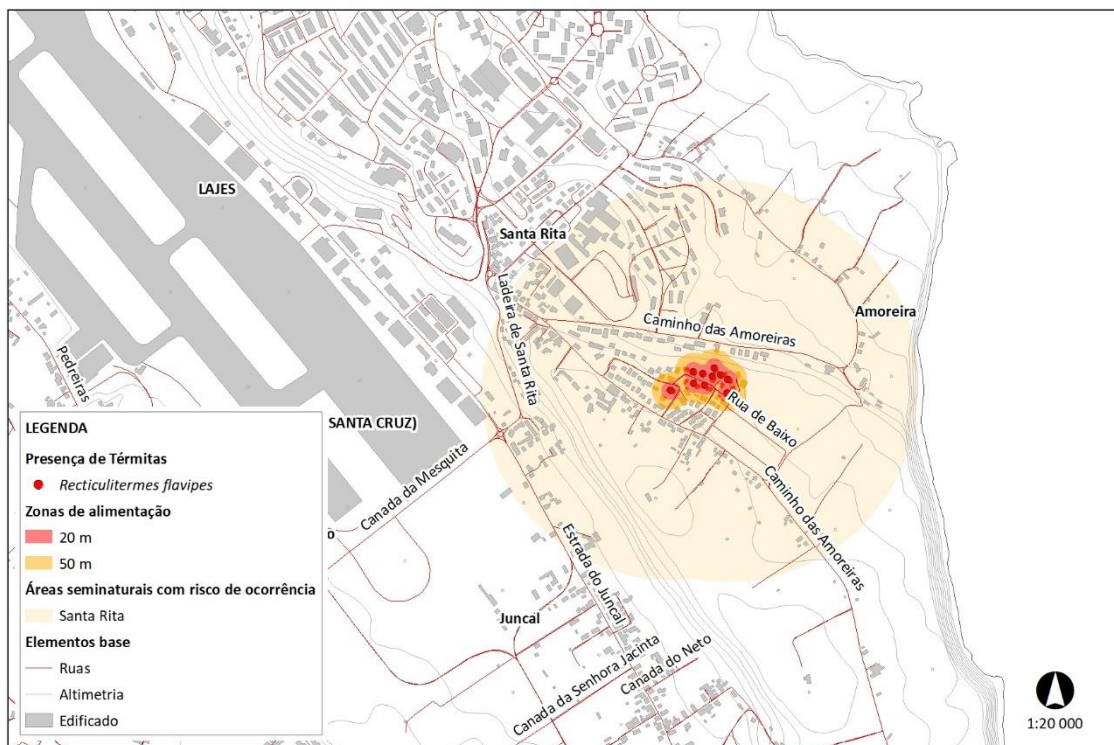 LAJES
Santa Rita
Amoreira
Caminho das Amoreiras
Ladeira de Santa Rita
Rua de Baixo
Pedreiras
SANTA CRUZ)
Canada da Mesquita
Caminho das Amoreiras
Estrada do Juncal
Juncal
Canada da Senhora Jacinta
Canada do Neto
LEGENDA
Presença de Térmitas
Recticulitermes flavipes
Zonas de alimentação
20 m
50 m
Áreas seminaturais com risco de ocorrência
Santa Rita
Elementos base
Ruas
Altimetria
Edificado
1:20 000